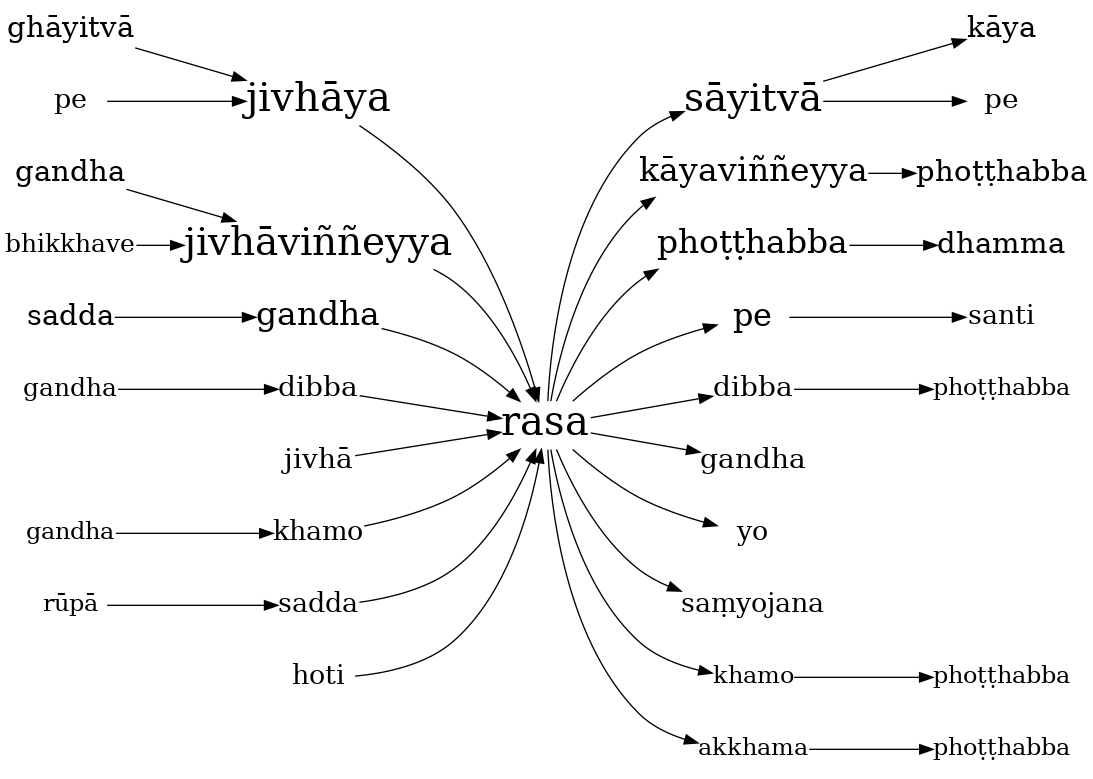 ghāyitvā
kāya
pe
jivhāya
sāyitvā
pe
gandha
kāyaviññeyya
phoṭṭhabba
bhikkhave
jivhāviññeyya
phoṭṭhabba
dhamma
sadda
gandha
pe
santi
gandha
dibba
dibba
phoṭṭhabba
rasa
jivhā
gandha
gandha
khamo
yo
rūpā
sadda
saṃyojana
hoti
khamo
phoṭṭhabba
akkhama
phoṭṭhabba